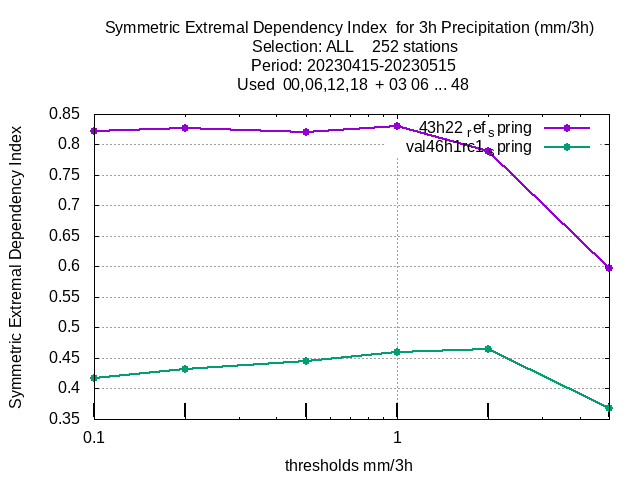 Symmetric Extremal Dependency Index for 3h Precipitation (mm/3h)
Selection: ALL 252 stations
Period: 20230415-20230515
Used 00,06,12,18 + 03 06 ... 48
43h22 ref spring
val46h1rc1 spring
0.85
0.8
0.75
0.7
0.65
0.6
0.55
0.5
0.45
0.4
0.35
Symmetric Extremal Dependency Index
0.1
1
thresholds mm/3h